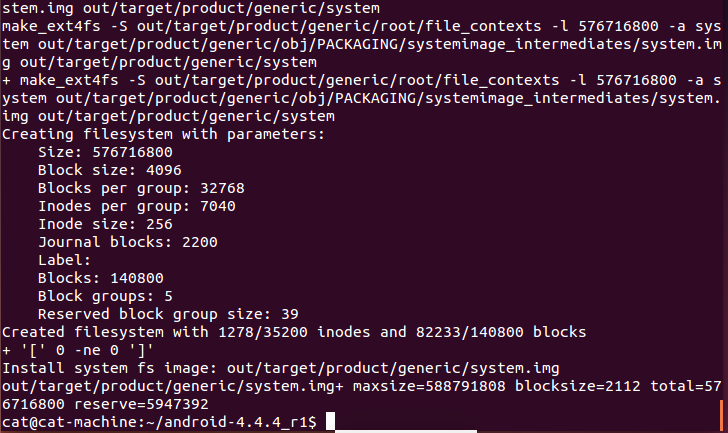 stem.img out/target/product/generic/system
make_ext4fs -S out/target/product/generic/root/file_contexts -l 576716800 -a sys
tem out/target/product/generic/obj/PACKAGING/systemimage_intermediates/system.im
g out/target/product/generic/system
+ make_ext4fs -S out/target/product/generic/root/file_contexts -l 576716800 -a s
ystem out/target/product/generic/obj/PACKAGING/systemimage_intermediates/system.
img out/target/product/generic/system
Creating filesystem with parameters:
    Size: 576716800
    Block size: 4096
    Blocks per group: 32768
    Inodes per group: 7040
    Inode size: 256
    Journal blocks: 2200
    Label:
    Blocks: 140800
    Block groups: 5
    Reserved block group size: 39
Created filesystem with 1278/35200 inodes and 82233/140800 blocks
+ '[' 0 -ne 0 ']'
Install system fs image: out/target/product/generic/system.img
out/target/product/generic/system.img+ maxsize=588791808 blocksize=2112 total=57
6716800 reserve=5947392
cat@cat-machine:~/android-4.4.4_r1$